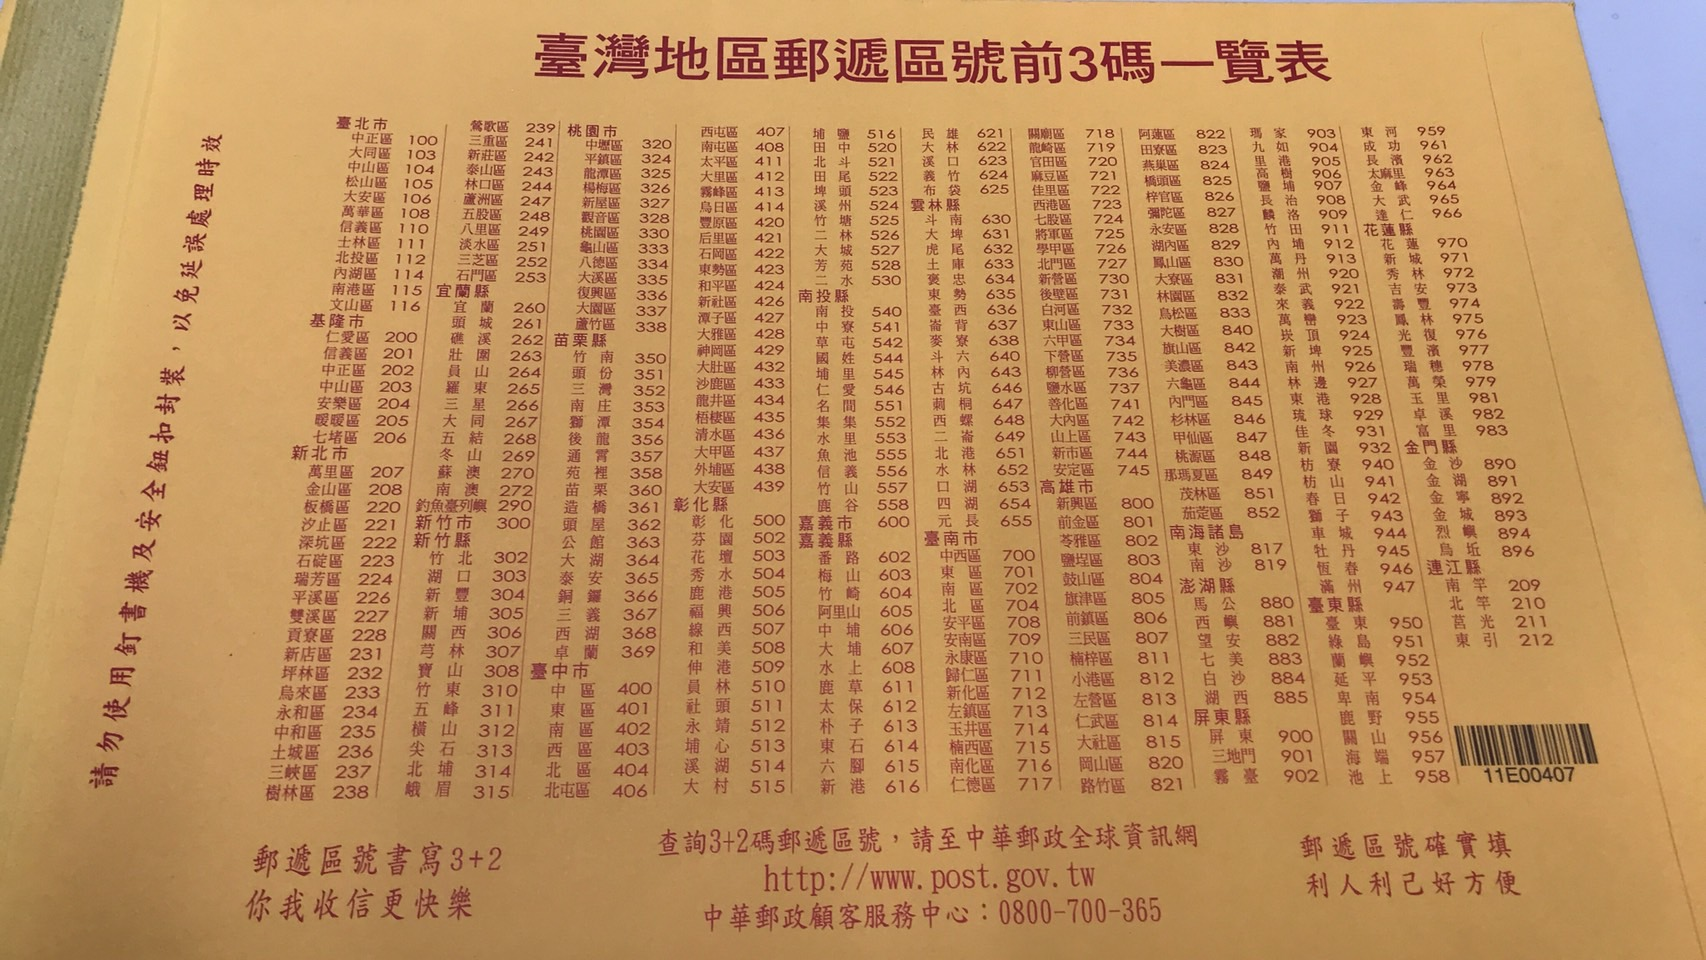 臺灣地區郵遞區號前3碼一覽表
請勿使用釘書機及安全鈕扣封裝，以免延誤處理時效
臺北市
中正區 100
大同區 103
中山區 104
松山區 105
大安區 106
萬華區 108
信義區 110
士林區 111
北投區 112
內湖區 114
南港區 115
文山區 116
基隆市
仁愛區 200
信義區 201
中正區 202
中山區 203
安樂區 204
暖暖區 205
七堵區 206
新北市
萬里區 207
金山區 208
板橋區 220
汐止區 221
深坑區 222
石碇區 223
瑞芳區 224
平溪區 226
雙溪區 227
貢寮區 228
新店區 231
坪林區 232
烏來區 233
永和區 234
中和區 235
土城區 236
三峽區 237
樹林區 238
鶯歌區 239
三重區 241
新莊區 242
泰山區 243
林口區 244
蘆洲區 247
五股區 248
八里區 249
淡水區 251
三芝區 252
石門區 253
宜蘭縣
宜蘭 260
頭城 261
礁溪 262
壯圍 263
員山 264
羅東 265
三星 266
大同 267
五結 268
冬山 269
蘇澳 270
南澳 272
釣魚臺列嶼 290
新竹市 300
新竹縣
竹北 302
湖口 303
新豐 304
新埔 305
關西 306
芎林 307
寶山 308
竹東 310
五峰 311
橫山 312
尖石 313
北埔 314
峨眉 315
桃園市
中壢區 320
平鎮區 324
龍潭區 325
楊梅區 326
新屋區 327
觀音區 328
桃園區 330
龜山區 333
八德區 334
大溪區 335
復興區 336
大園區 337
蘆竹區 338
苗栗縣
竹南 350
頭份 351
三灣 352
南庄 353
獅潭 354
後龍 356
通霄 357
苑裡 358
苗栗 360
造橋 361
頭屋 362
公館 363
大湖 364
泰安 365
銅鑼 366
三義 367
西湖 368
卓蘭 369
臺中市
中區 400
東區 401
南區 402
西區 403
北區 404
北屯區 406
西屯區 407
南屯區 408
太平區 411
大里區 412
霧峰區 413
烏日區 414
豐原區 420
后里區 421
石岡區 422
東勢區 423
和平區 424
新社區 426
潭子區 427
大雅區 428
神岡區 429
大肚區 432
沙鹿區 433
龍井區 434
梧棲區 435
清水區 436
大甲區 437
外埔區 438
大安區 439
彰化縣
彰化 500
芬園 502
花壇 503
秀水 504
鹿港 505
福興 506
線西 507
和美 508
伸港 509
員林 510
社頭 511
永靖 512
埔心 513
溪湖 514
大村 515
埔鹽 516
田中 520
北斗 521
田尾 522
埤頭 523
溪州 524
竹塘 525
二林 526
大城 527
芳苑 528
二水 530
南投縣
南投 540
中寮 541
草屯 542
國姓 544
埔里 545
仁愛 546
名間 551
集集 552
水里 553
魚池 555
信義 556
竹山 557
鹿谷 558
嘉義市 600
嘉義縣
番路 602
梅山 603
竹崎 604
阿里山 605
中埔 606
大埔 607
水上 608
鹿草 611
太保 612
朴子 613
東石 614
六腳 615
新港 616
民雄 621
大林 622
溪口 623
義竹 624
布袋 625
雲林縣
斗南 630
大埤 631
虎尾 632
土庫 633
褒忠 634
東勢 635
臺西 636
崙背 637
麥寮 638
斗六 640
林內 643
古坑 646
莿桐 647
西螺 648
二崙 649
北港 651
水林 652
口湖 653
四湖 654
元長 655
臺南市
中西區 700
東區 701
南區 702
北區 704
安平區 708
安南區 709
永康區 710
歸仁區 711
新化區 712
左鎮區 713
玉井區 714
楠西區 715
南化區 716
仁德區 717
關廟區 718
龍崎區 719
官田區 720
麻豆區 721
佳里區 722
西港區 723
七股區 724
將軍區 725
學甲區 726
北門區 727
新營區 730
後壁區 731
白河區 732
東山區 733
六甲區 734
下營區 735
柳營區 736
鹽水區 737
善化區 741
大內區 742
山上區 743
新市區 744
安定區 745
高雄市
新興區 800
前金區 801
苓雅區 802
鹽埕區 803
鼓山區 804
旗津區 805
前鎮區 806
三民區 807
楠梓區 811
小港區 812
左營區 813
仁武區 814
大社區 815
岡山區 820
路竹區 821
阿蓮區 822
田寮區 823
燕巢區 824
橋頭區 825
梓官區 826
彌陀區 827
永安區 828
湖內區 829
鳳山區 830
大寮區 831
林園區 832
鳥松區 833
大樹區 840
旗山區 842
美濃區 843
六龜區 844
內門區 845
杉林區 846
甲仙區 847
桃源區 848
那瑪夏區 849
茂林區 851
茄萣區 852
南海諸島
東沙 817
南沙 819
澎湖縣
馬公 880
西嶼 881
望安 882
七美 883
白沙 884
湖西 885
屏東縣
屏東 900
三地門 901
霧臺 902
瑪家 903
九如 904
里港 905
高樹 906
鹽埔 907
長治 908
麟洛 909
竹田 911
內埔 912
萬丹 913
潮州 920
泰武 921
來義 922
萬巒 923
崁頂 924
新埤 925
南州 926
林邊 927
東港 928
琉球 929
佳冬 931
新園 932
枋寮 940
枋山 941
春日 942
獅子 943
車城 944
牡丹 945
恆春 946
滿州 947
臺東縣
臺東 950
綠島 951
蘭嶼 952
延平 953
卑南 954
鹿野 955
關山 956
海端 957
池上 958
東河 959
成功 961
長濱 962
太麻里 963
金峰 964
大武 965
達仁 966
花蓮縣
花蓮 970
新城 971
秀林 972
吉安 973
壽豐 974
鳳林 975
光復 976
豐濱 977
瑞穗 978
萬榮 979
玉里 981
卓溪 982
富里 983
金門縣
金沙 890
金湖 891
金寧 892
金城 893
烈嶼 894
烏坵 896
連江縣
南竿 209
北竿 210
莒光 211
東引 212
11E00407
郵遞區號書寫3+2
你我收信更快樂
查詢3+2碼郵遞區號，請至中華郵政全球資訊網
http://www.post.gov.tw
中華郵政顧客服務中心：0800-700-365
郵遞區號確實填
利人利己好方便